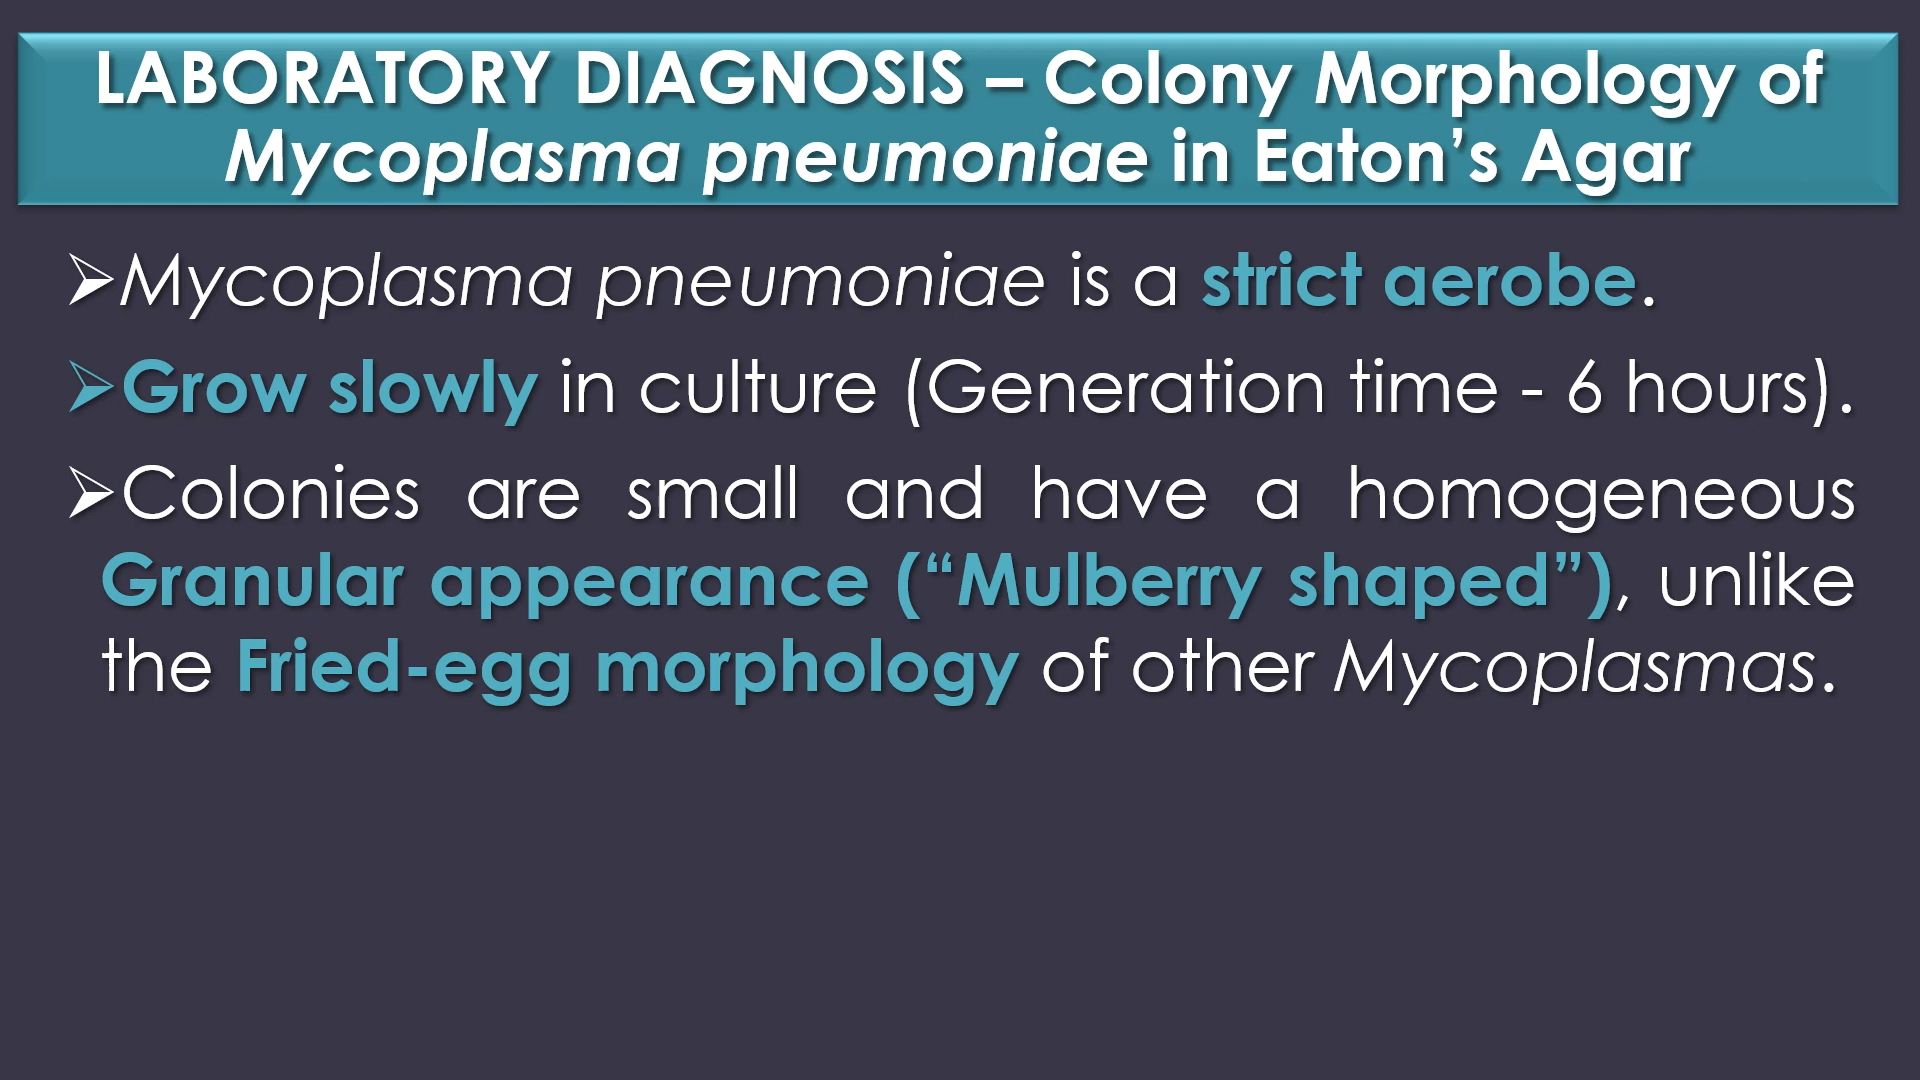 LABORATORY DIAGNOSIS – Colony Morphology of
Mycoplasma pneumoniae in Eaton’s Agar
➢Mycoplasma pneumoniae is a strict aerobe.
➢Grow slowly in culture (Generation time - 6 hours).
➢Colonies are small and have a homogeneous
Granular appearance (“Mulberry shaped”), unlike
the Fried-egg morphology of other Mycoplasmas.